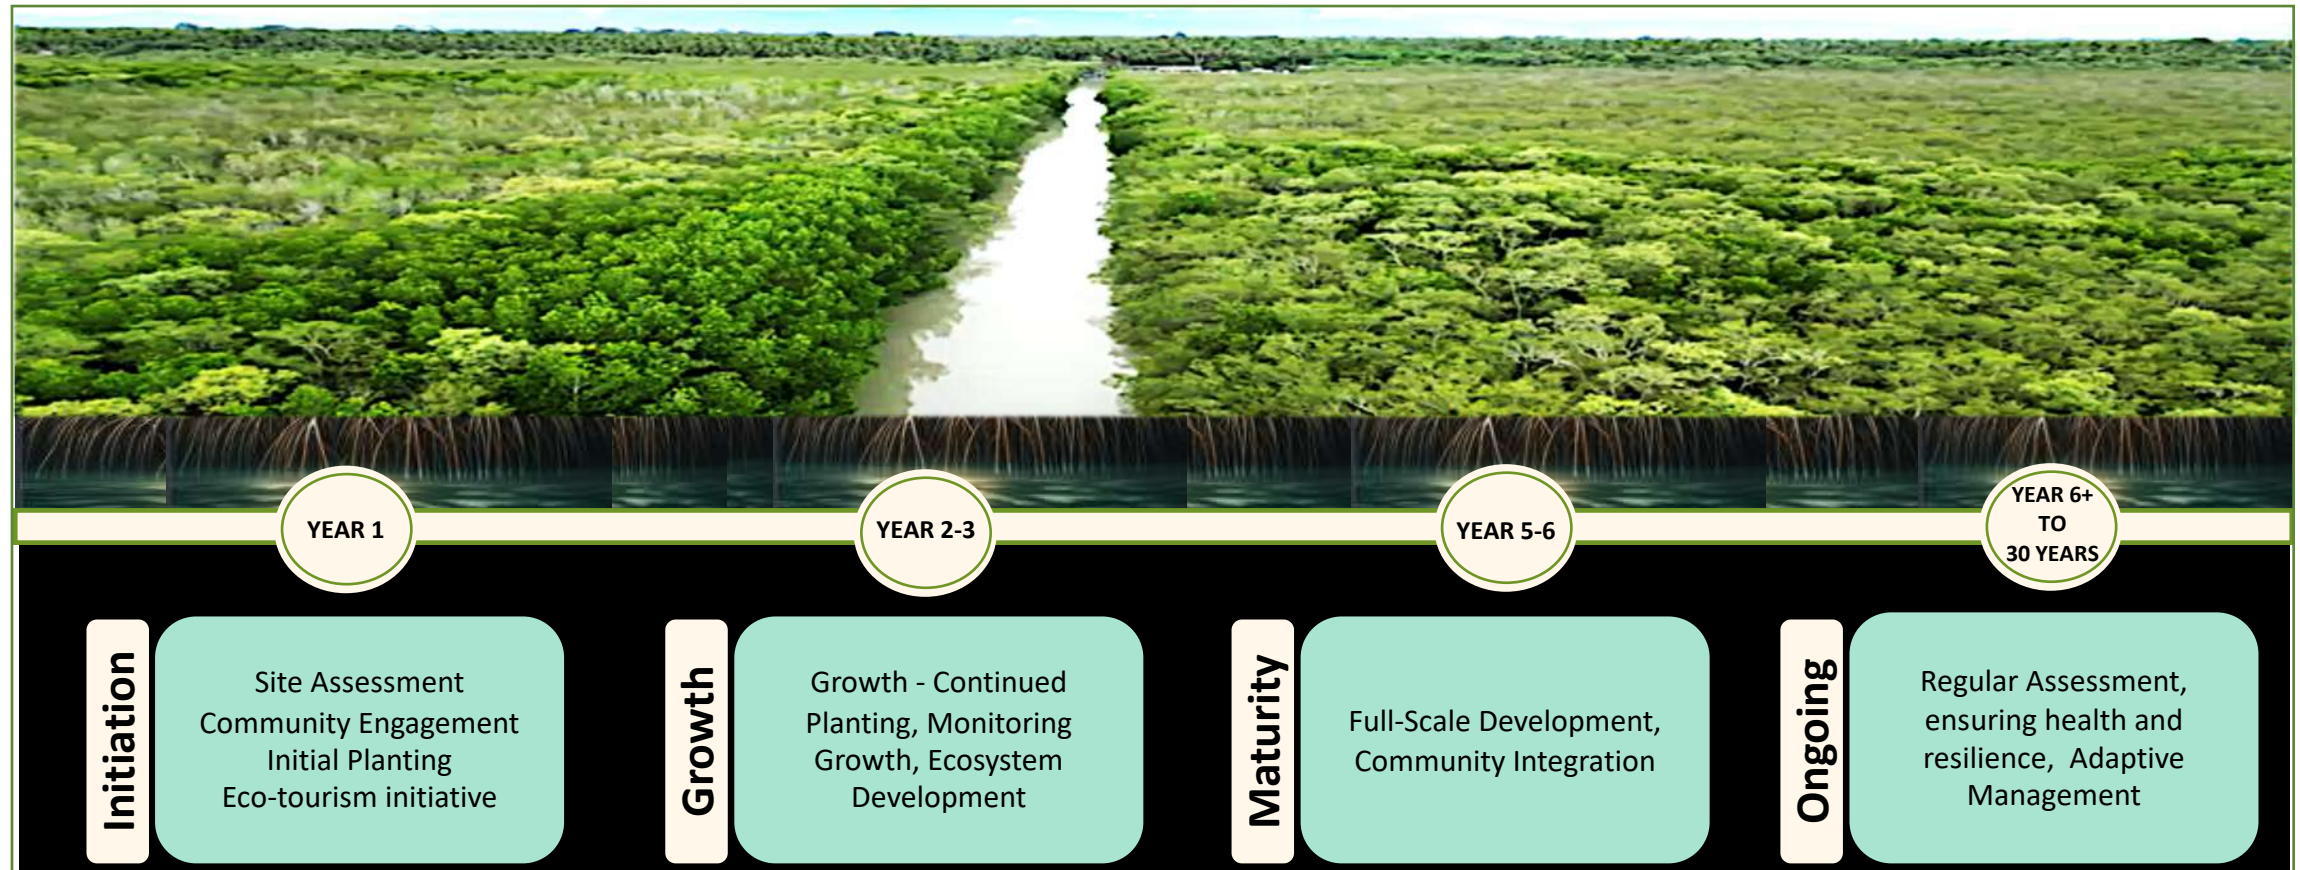 YEAR 1
YEAR 2-3
YEAR 5-6
YEAR 6+
TO
30 YEARS
Initiation
Site Assessment
Community Engagement
Initial Planting
Eco-tourism initiative
Growth
Growth - Continued
Planting, Monitoring
Growth, Ecosystem
Development
Maturity
Full-Scale Development,
Community Integration
Ongoing
Regular Assessment,
ensuring health and
resilience,  Adaptive
Management